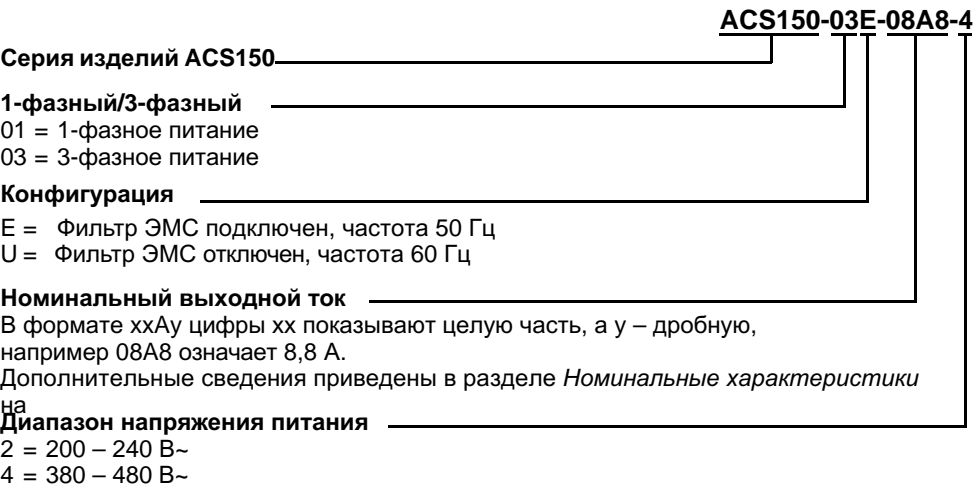 ACS150-03E-08A8-4
Серия изделий ACS150
1-фазный/3-фазный
01 = 1-фазное питание
03 = 3-фазное питание
Конфигурация
E = Фильтр ЭМС подключен, частота 50 Гц
U = Фильтр ЭМС отключен, частота 60 Гц
Номинальный выходной ток
В формате xxAy цифры xx показывают целую часть, а y – дробную,
например 08A8 означает 8,8 А.
Дополнительные сведения приведены в разделе Номинальные характеристики
на
Диапазон напряжения питания
2 = 200 – 240 В~
4 = 380 – 480 В~